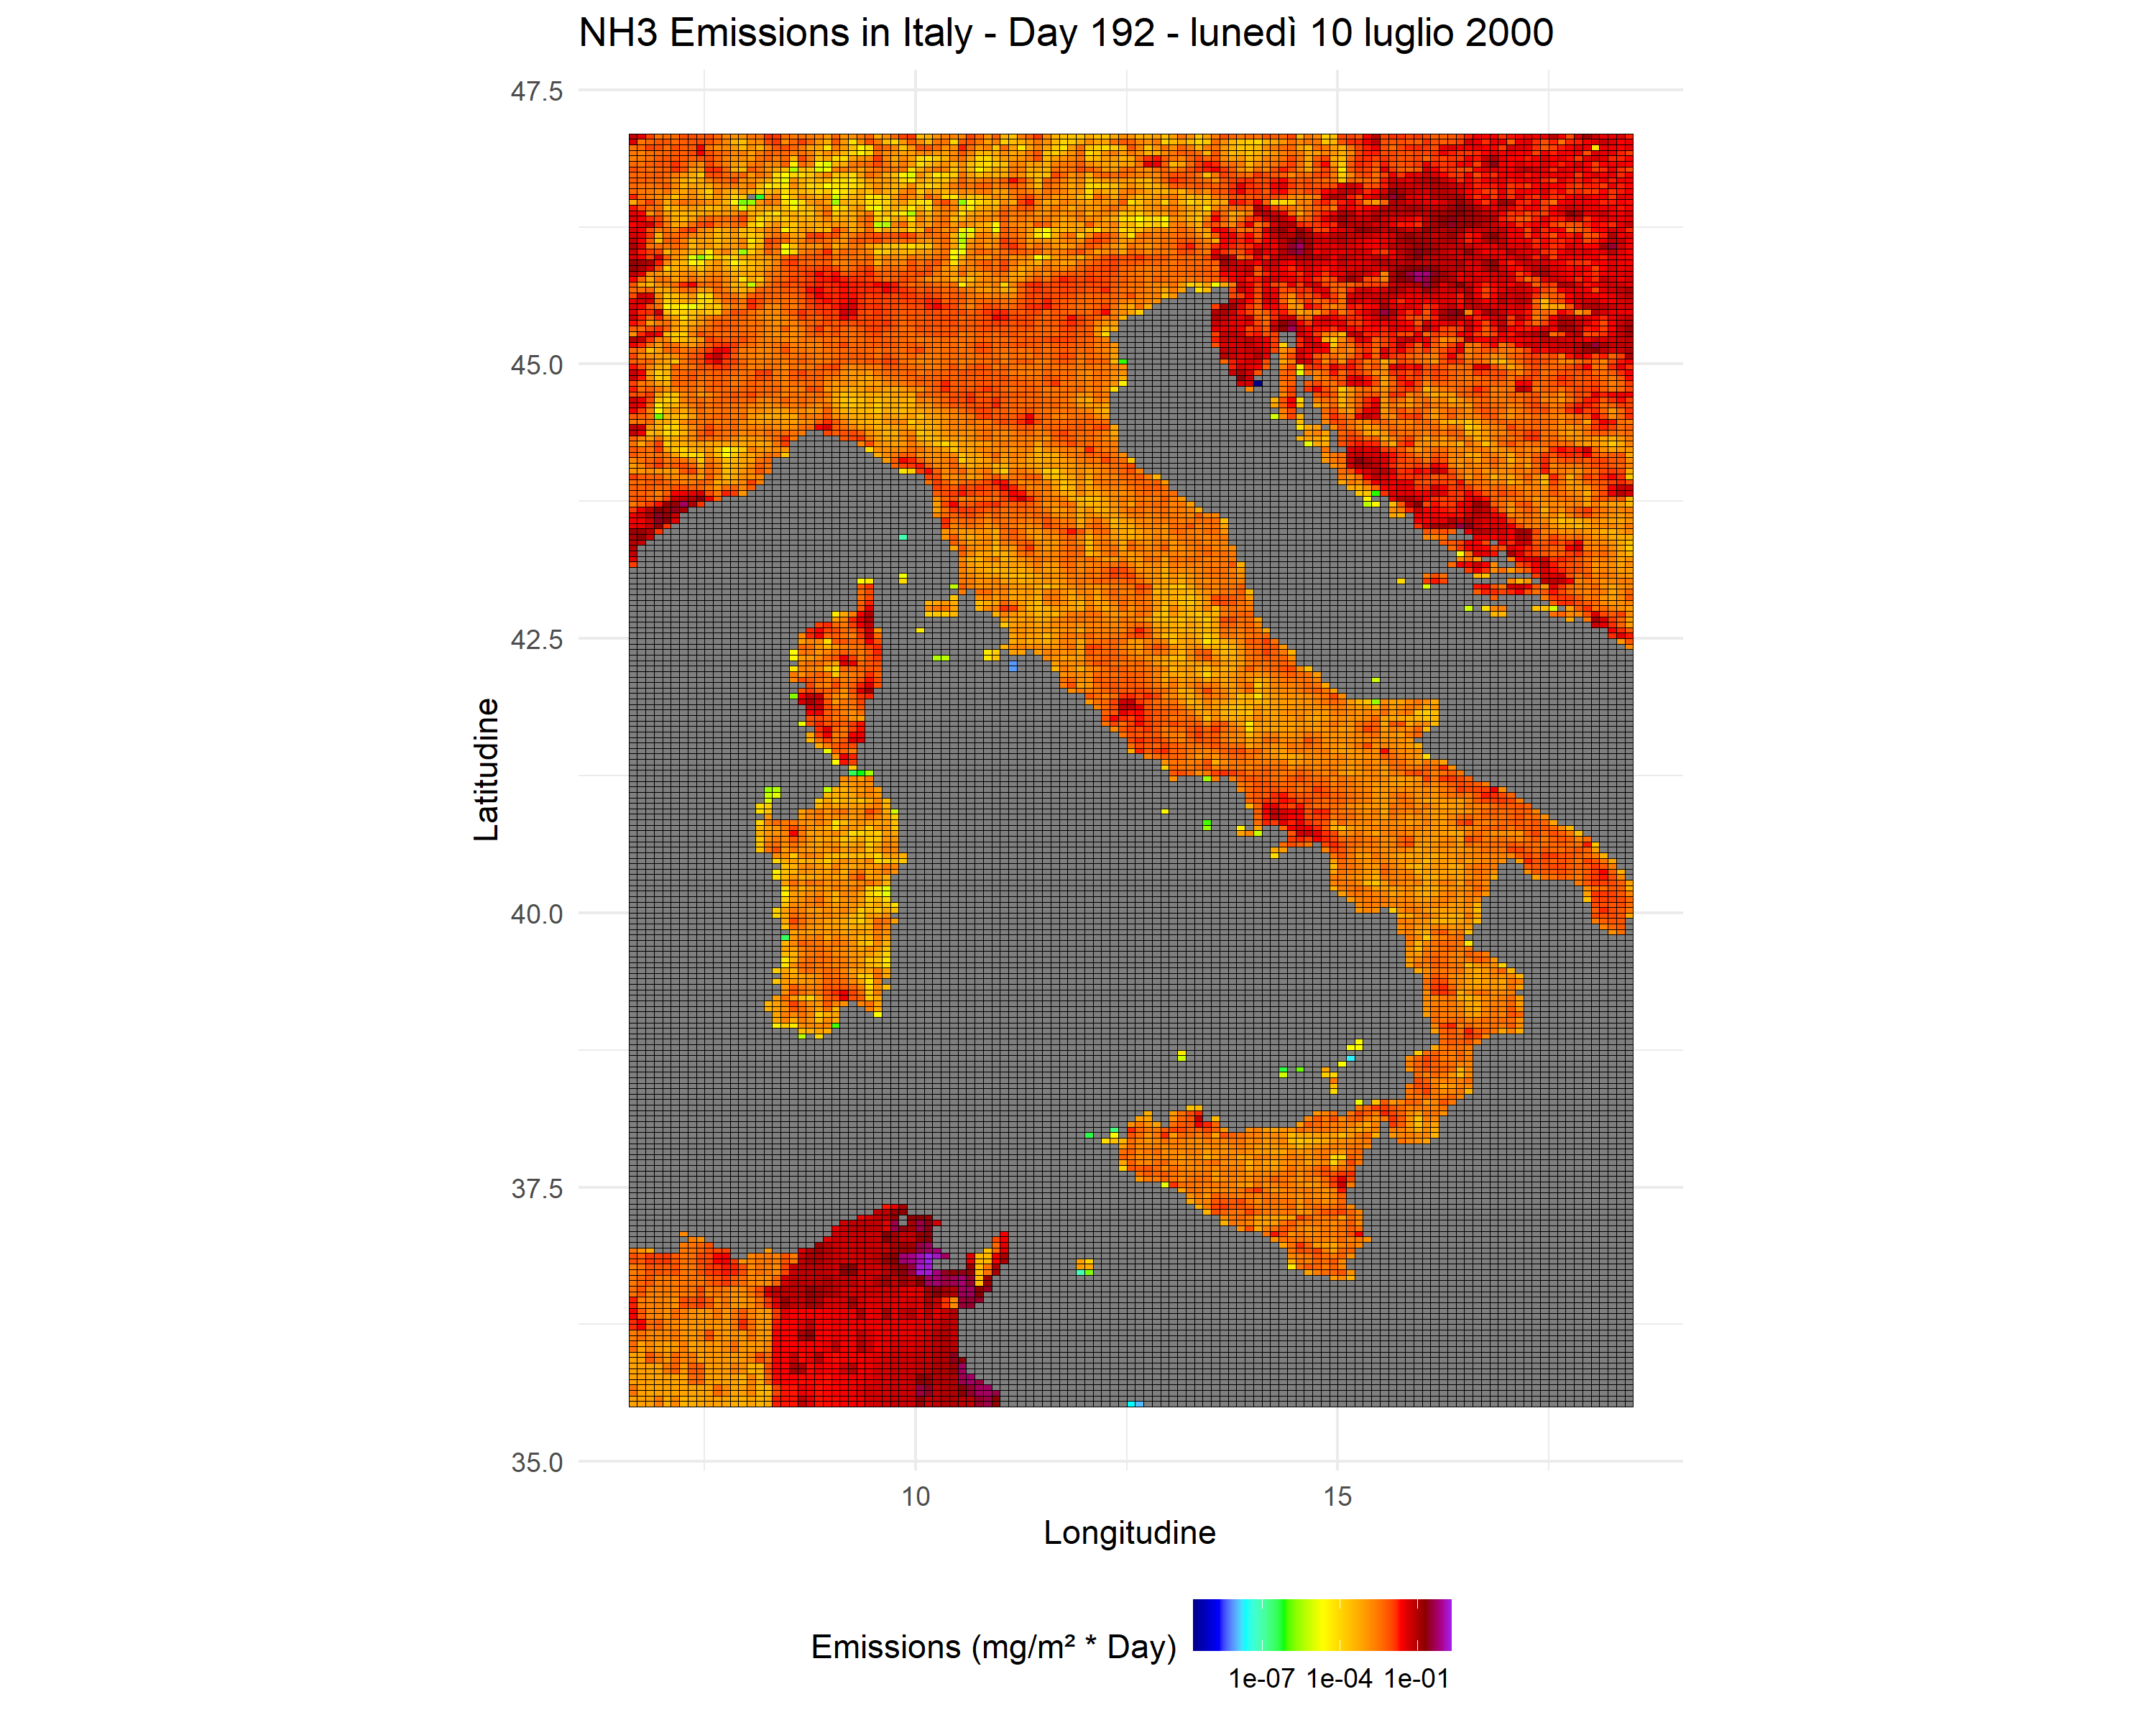 NH3 Emissions in Italy - Day 192 - lunedì 10 luglio 2000
47.5
45.0
42.5
40.0
37.5
35.0
Latitudine
10 15
Longitudine
Emissions (mg/m² * Day)
1e-07 1e-04 1e-01